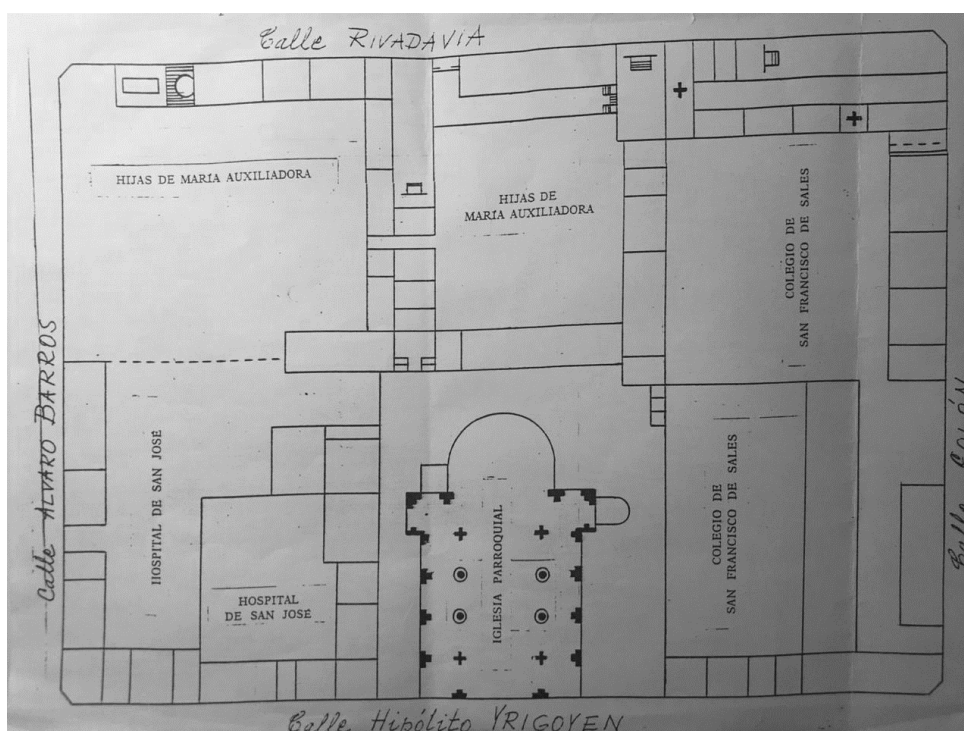 Calle RIVADAVIA
HIJAS DE MARIA AUXILIADORA
HIJAS DE
MARIA AUXILIADORA
COLEGIO DE
SAN FRANCISCO DE SALES
Calle ALVARO BARROS
Calle COLÓN
HOSPITAL DE SAN JOSÉ
HOSPITAL
DE SAN JOSÉ
IGLESIA PARROQUIAL
COLEGIO DE
SAN FRANCISCO DE SALES
Calle Hipólito YRIGOYEN